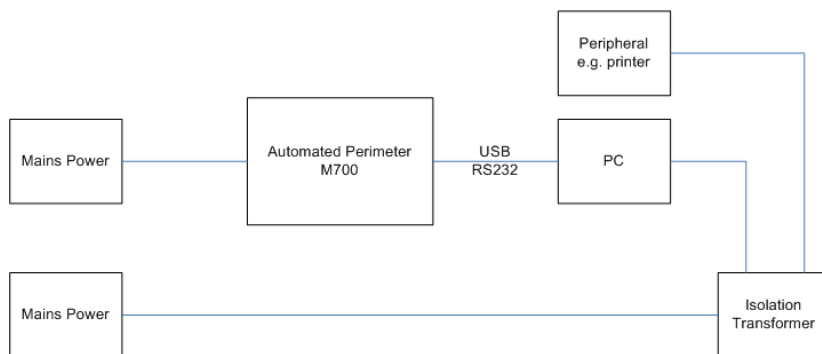 Peripheral
e.g. printer
Mains Power
Automated Perimeter
M700
USB
RS232
PC
Mains Power
Isolation
Transformer